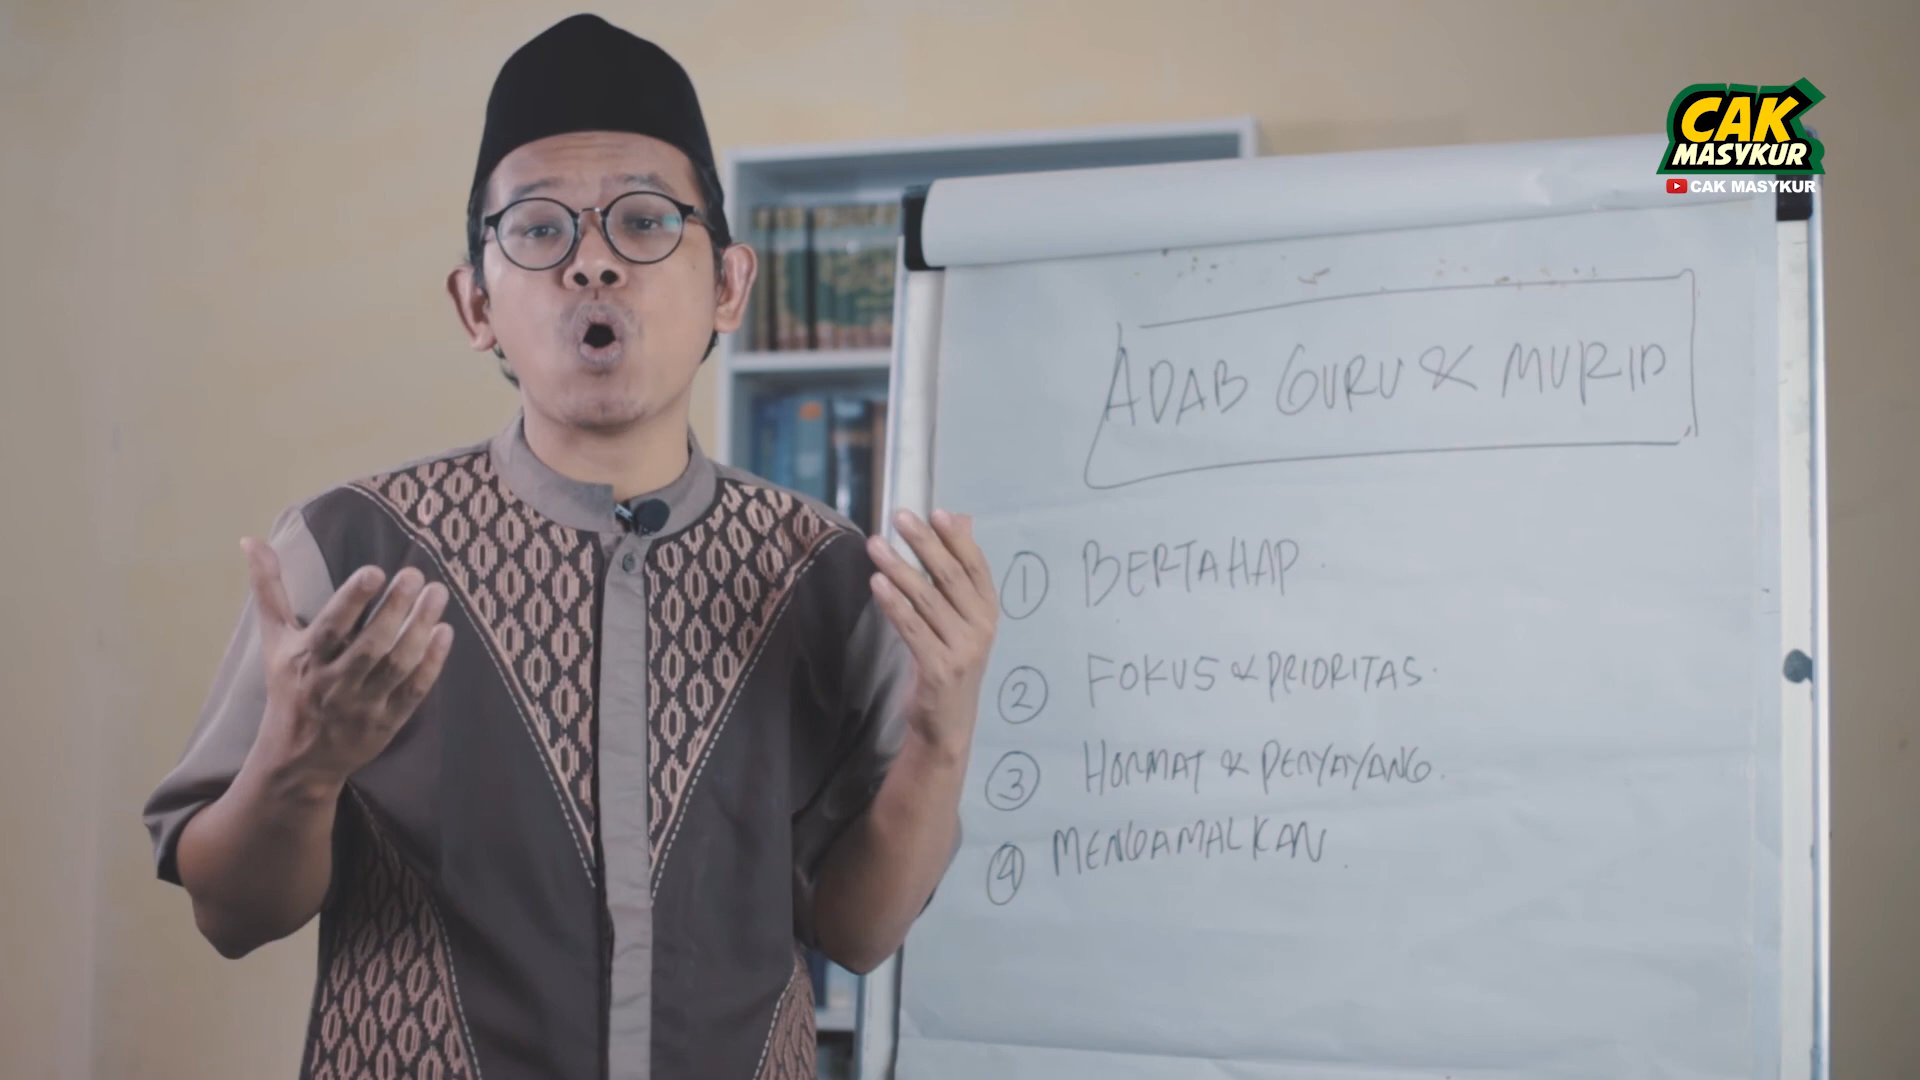 CAK
MASYKUR
CAK MASYKUR
ADAB GURU & MURID
1 BERTAHAP.
2 FOKUS & PRIORITAS.
3 HORMAT & PENYAYANG.
4 MENGAMALKAN.